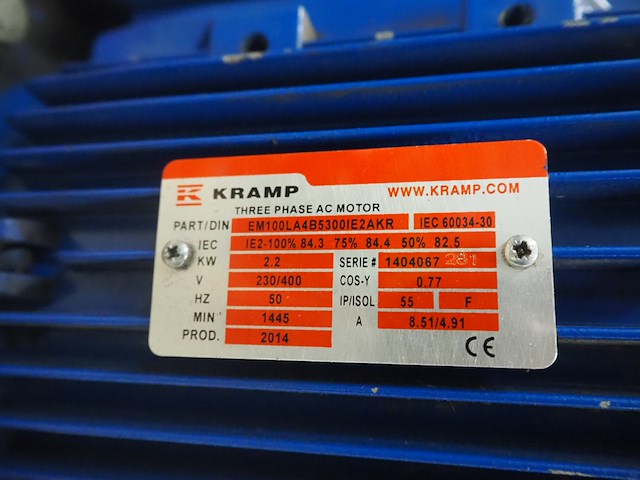 KRAMP WWW.KRAMP.COM
THREE PHASE AC MOTOR
PART/DIN EM100LA4B5300IE2AKR IEC 60034-30
IEC IE2-100% 84.3 75% 84.4 50% 82.5
KW 2.2 SERIE # 1404067 281
V 230/400 COS-Y 0.77
HZ 50 IP/ISOL 55 F
MIN 1445 A 8.51/4.91
PROD. 2014 CE